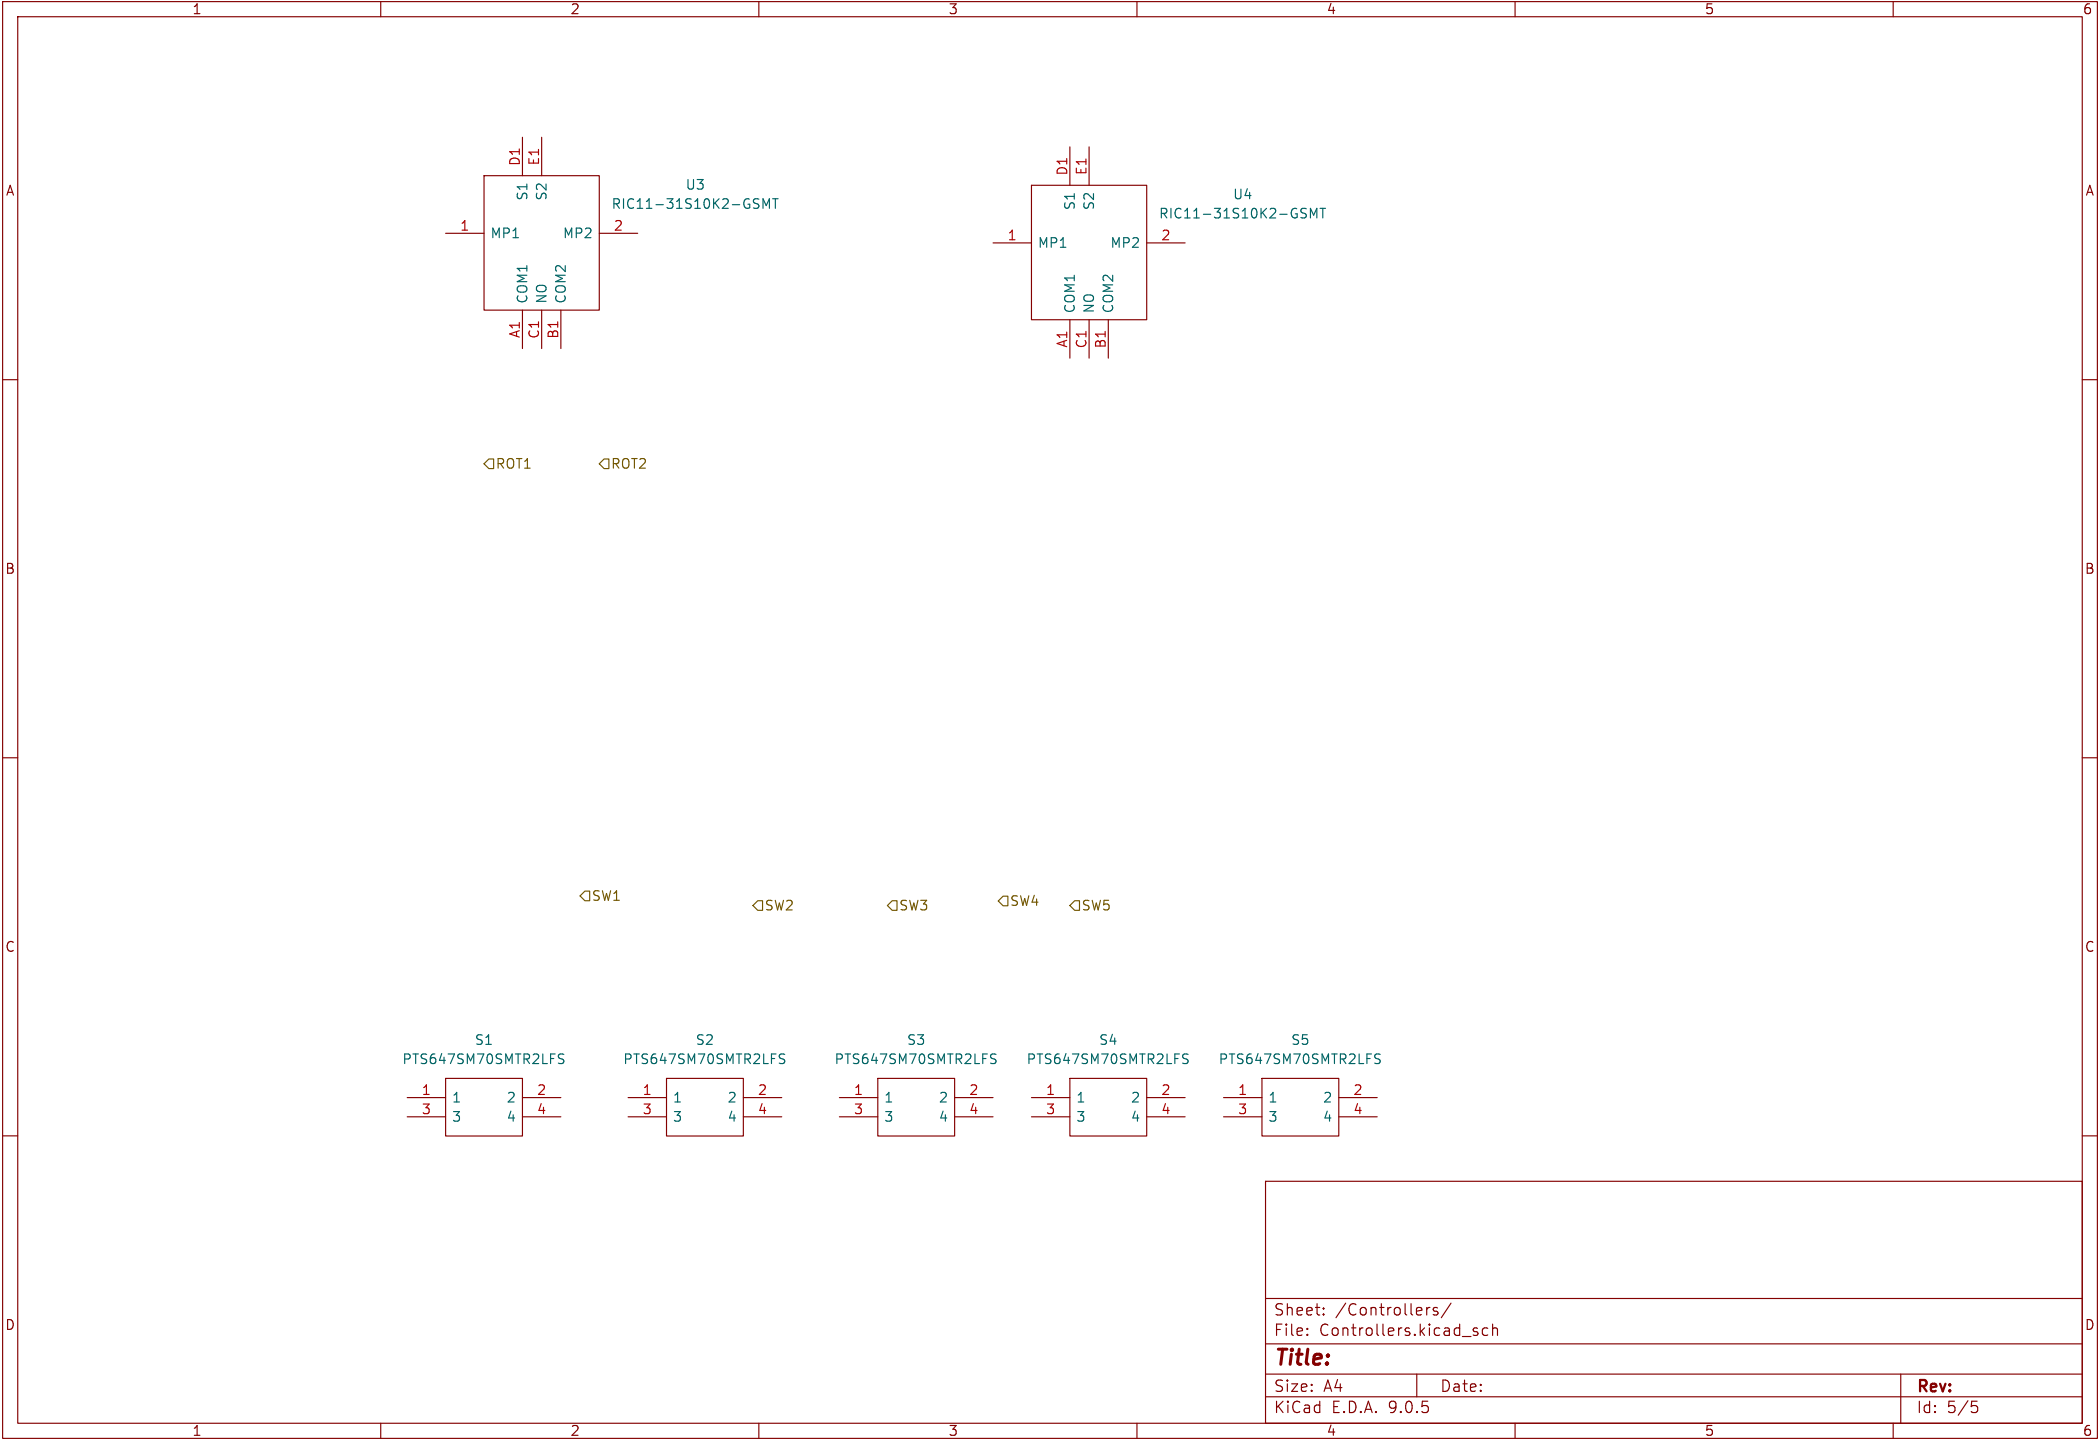 1 2 3 4 5 6
D1 E1
S1 S2
U3
RIC11-31S10K2-GSMT
1 MP1 MP2 2
COM1 NO COM2
A1 C1 B1
D1 E1
S1 S2
U4
RIC11-31S10K2-GSMT
1 MP1 MP2 2
COM1 NO COM2
A1 C1 B1
A A
ROT1 ROT2
B B
SW1 SW2 SW3 SW4 SW5
C C
S1 S2 S3 S4 S5
PTS647SM70SMTR2LFS PTS647SM70SMTR2LFS PTS647SM70SMTR2LFS PTS647SM70SMTR2LFS PTS647SM70SMTR2LFS
1 1 2 2 1 1 2 2 1 1 2 2 1 1 2 2 1 1 2 2
3 3 4 4 3 3 4 4 3 3 4 4 3 3 4 4 3 3 4 4
Sheet: /Controllers/
D D
File: Controllers.kicad_sch
Title:
Size: A4 Date: Rev:
KiCad E.D.A. 9.0.5 Id: 5/5
1 2 3 4 5 6